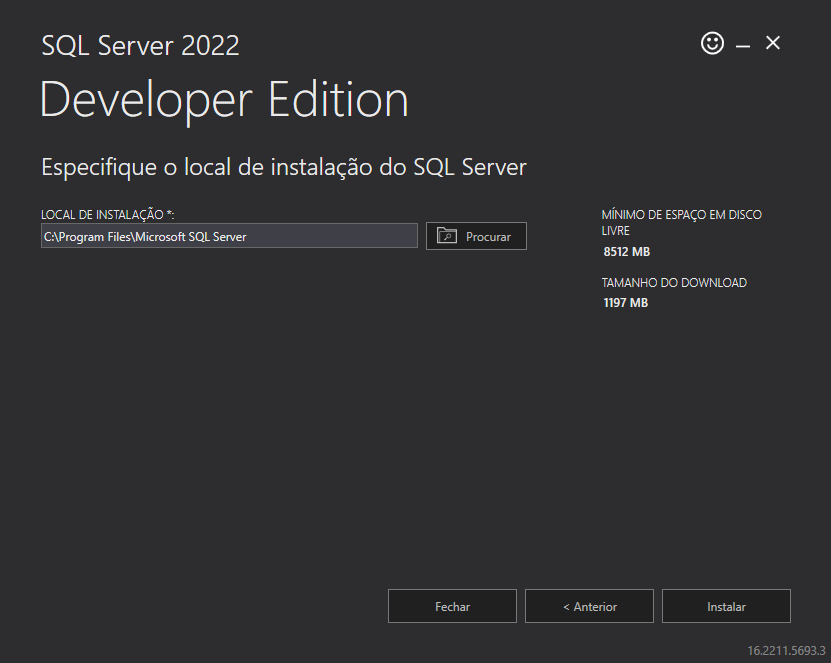 SQL Server 2022
Developer Edition
Especifique o local de instalação do SQL Server
LOCAL DE INSTALAÇÃO *:
C:\Program Files\Microsoft SQL Server
Procurar
MÍNIMO DE ESPAÇO EM DISCO
LIVRE
8512 MB
TAMANHO DO DOWNLOAD
1197 MB
Fechar
< Anterior
Instalar
16.2211.5693.3